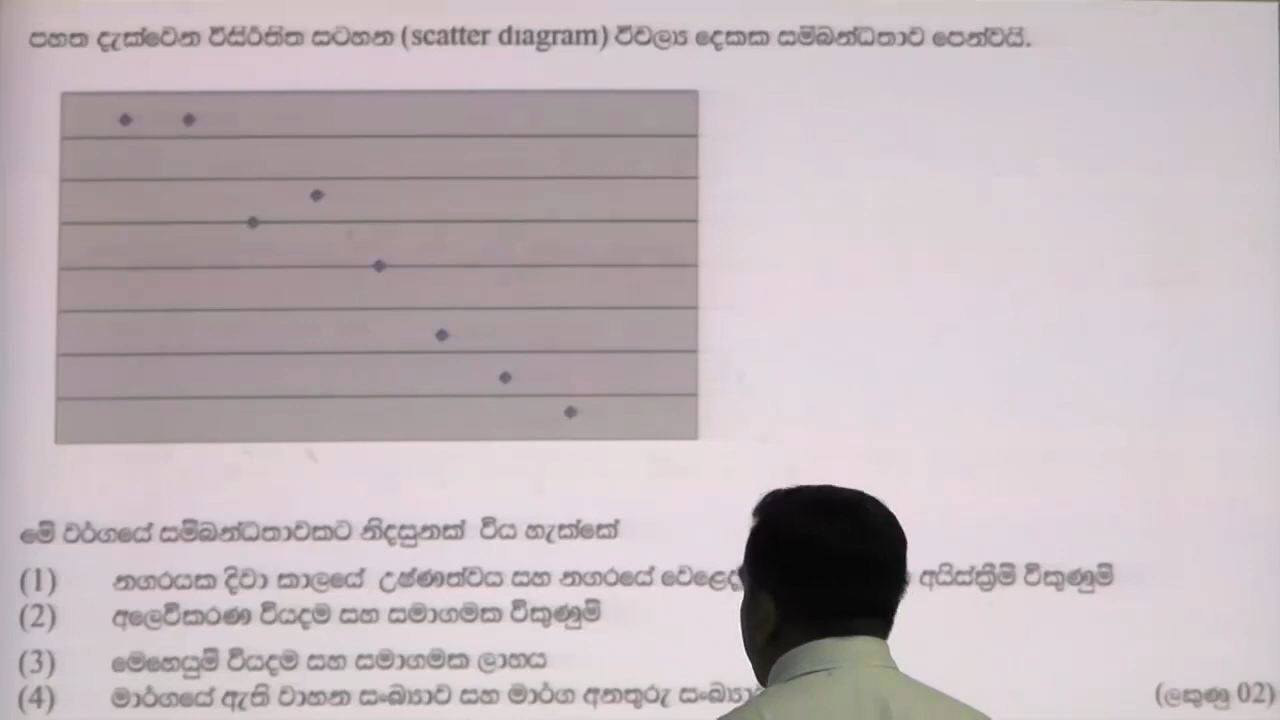 පහත දැක්වෙන විසිරිතිත සටහන (scatter diagram) විචල්‍ය දෙකක සම්බන්ධතාව පෙන්වයි.
මේ වර්ගයේ සම්බන්ධතාවකට නිදසුනක් විය හැක්කේ
(1) නගරයක දිවා කාලයේ උෂ්ණත්වය සහ නගරයේ අයිස්ක්‍රීම් විකුණුම්
(2) අලෙවිකරණ වියදම සහ සමාගමක විකුණුම්
(3) මෙහෙයුම් වියදම සහ සමාගමක ලාභය
(4) මාර්ගයේ ඇති වාහන සංඛ්‍යාව සහ මාර්ග අනතුරු
(ලකුණු 02)